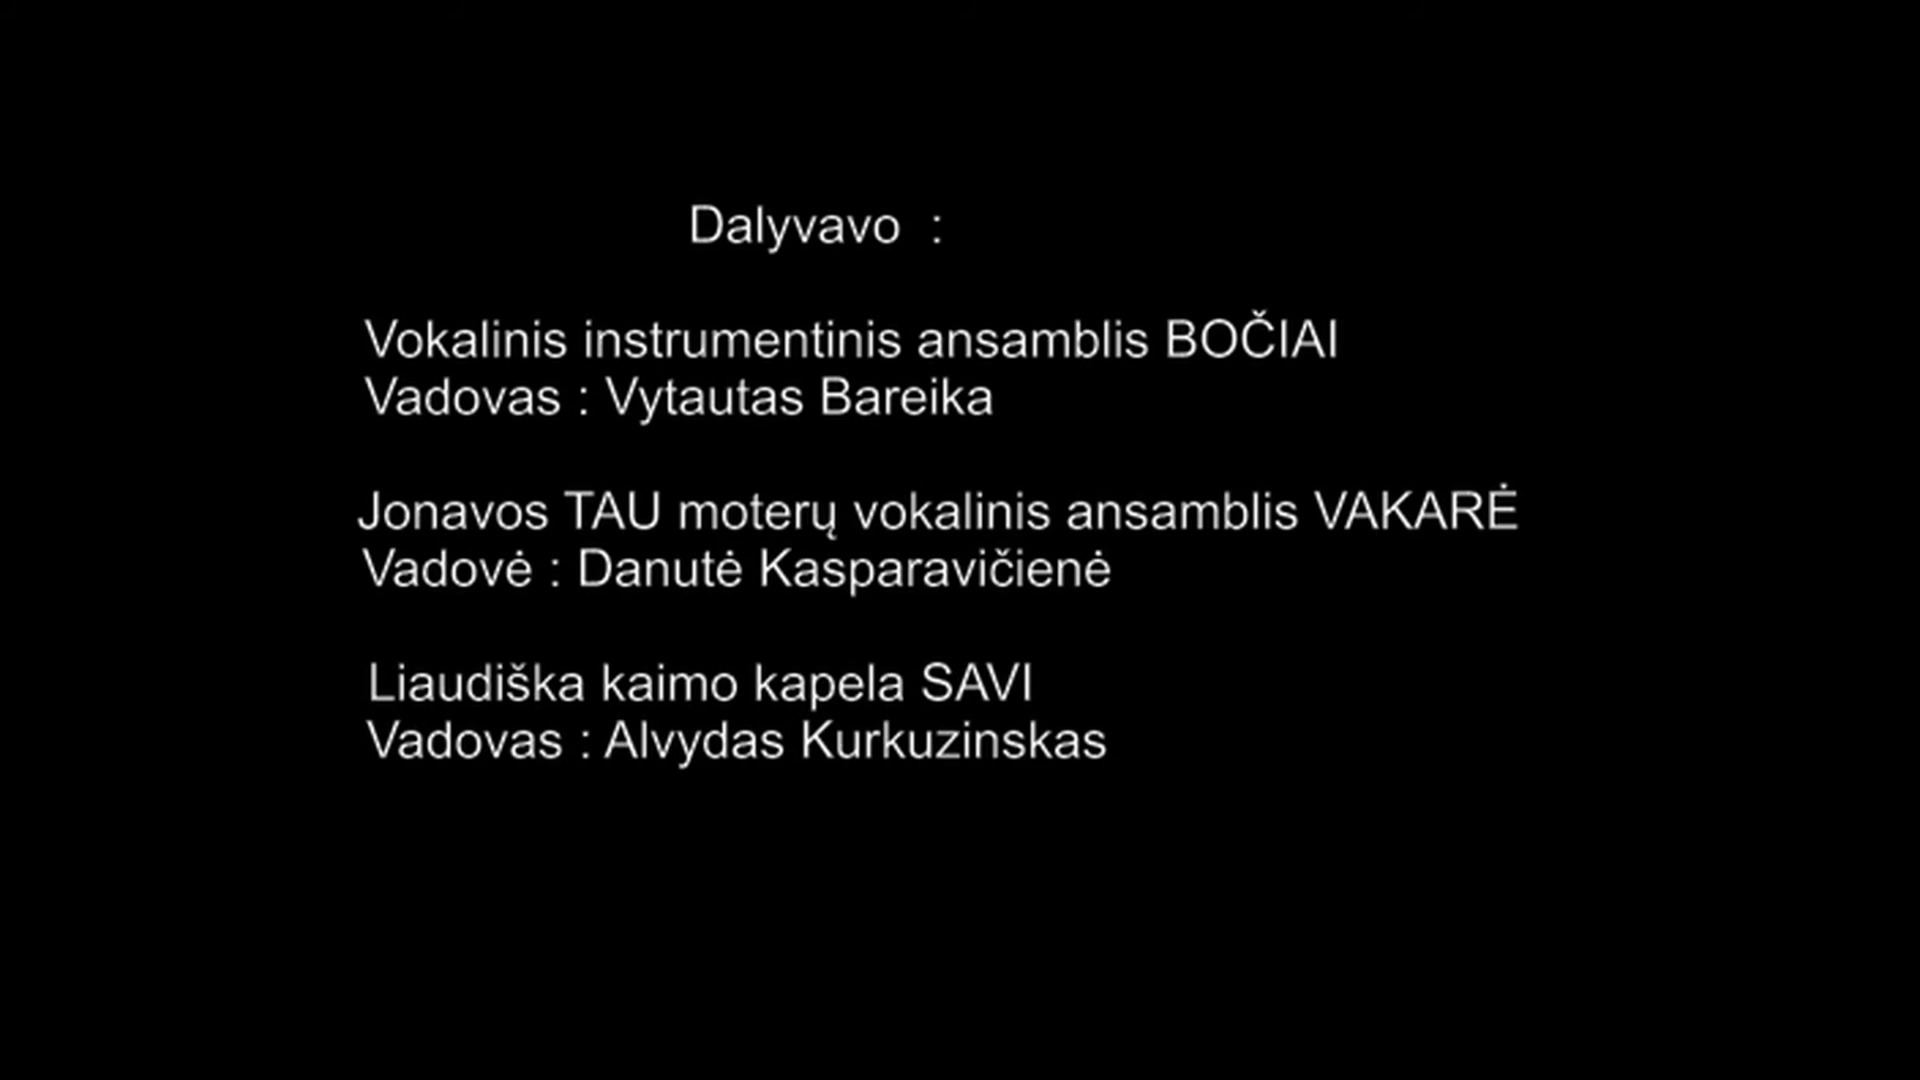 Dalyvavo :
Vokalinis instrumentinis ansamblis BOČIAI
Vadovas : Vytautas Bareika
Jonavos TAU moterų vokalinis ansamblis VAKARĖ
Vadovė : Danutė Kasparavičienė
Liaudiška kaimo kapela SAVI
Vadovas : Alvydas Kurkuzinskas